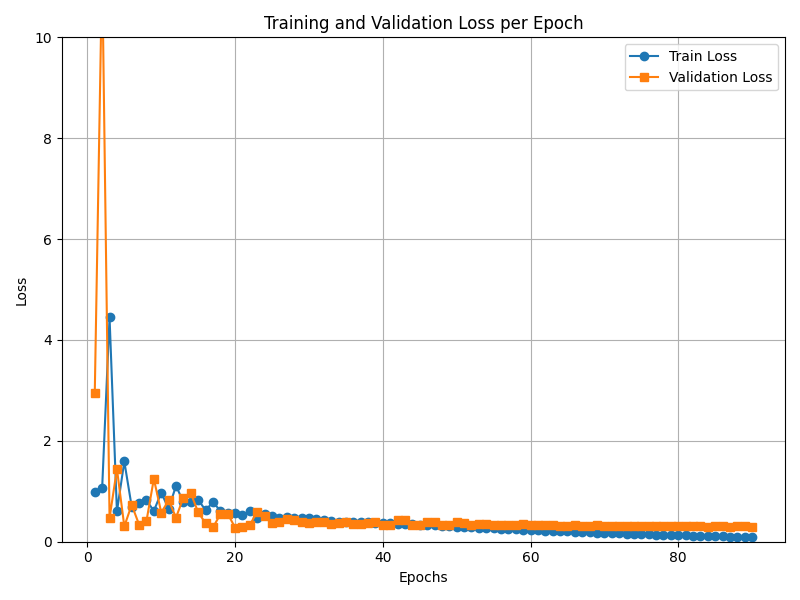 Training and Validation Loss per Epoch
Train Loss
Validation Loss
10
8
6
4
2
0
Loss
0 20 40 60 80
Epochs